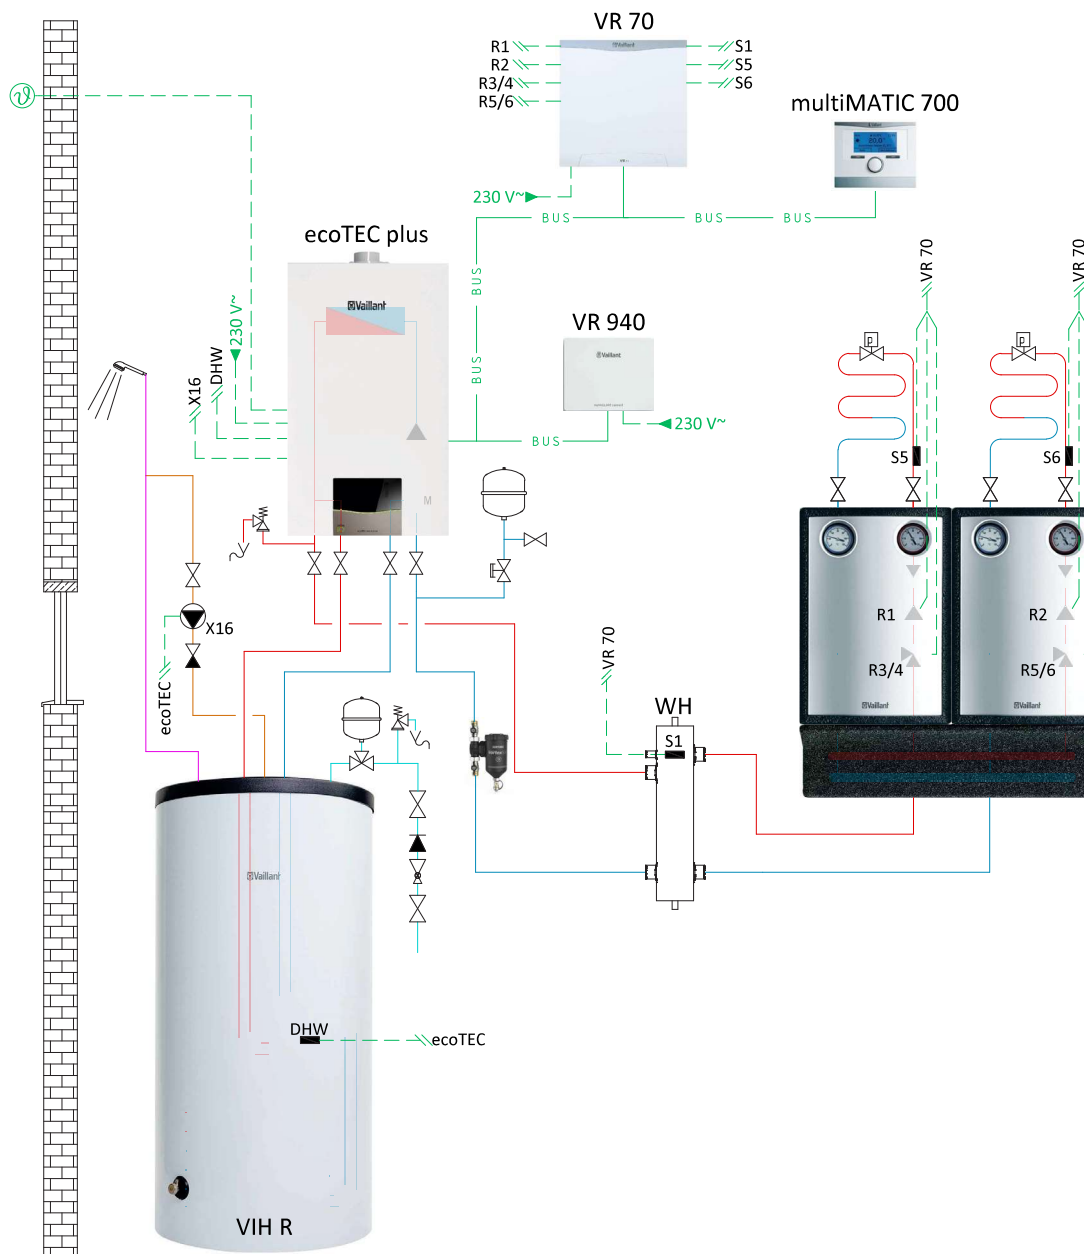 VR 70
Vaillant
R1
R2
R3/4
R5/6
S1
S5
S6
multiMATIC 700
230 V~
BUS
BUS
BUS
ecoTEC plus
BUS
BUS
BUS
Vaillant
VR 940
Vaillant
230 V~
230 V~
DHW
X16
M
VR 70
VR 70
p
p
S5
S6
R1
R2
R3/4
R5/6
Vaillant
Vaillant
X16
ecoTEC
VR 70
WH
S1
Vaillant
DHW
ecoTEC
VIH R